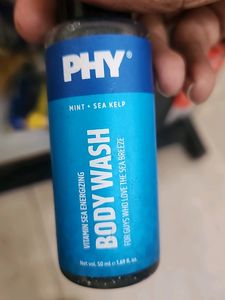 PHY®
MINT • SEA KELP
VITAMIN SEA ENERGIZING
BODY WASH
FOR GUYS WHO LOVE THE SEA BREEZE
Net vol. 50 ml e 1.69 fl. oz.